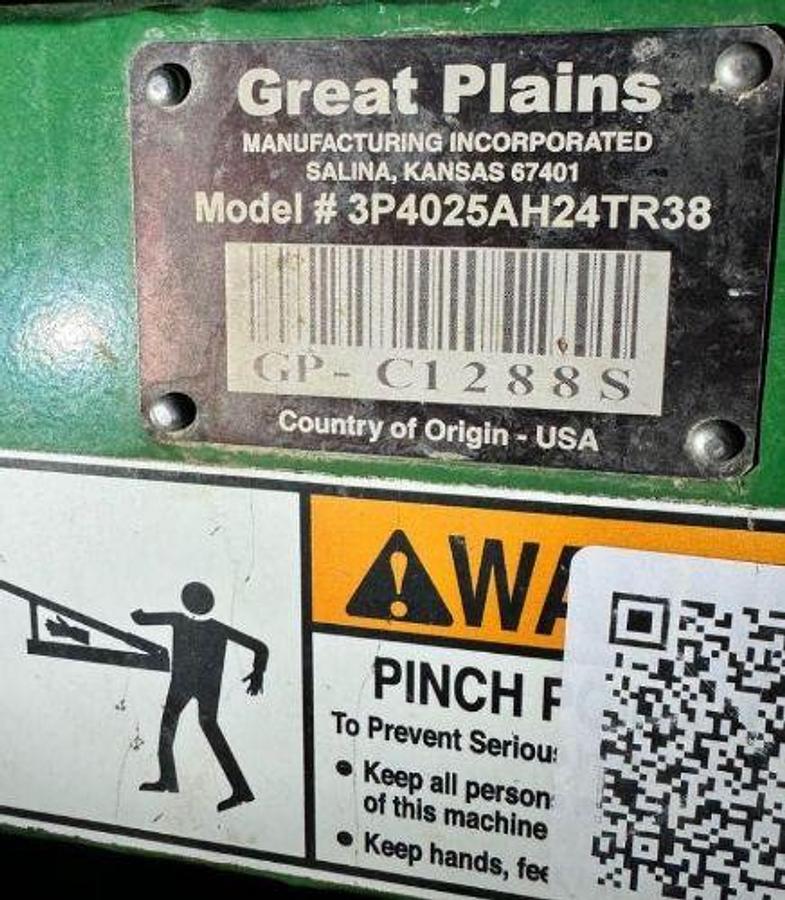 Great Plains
MANUFACTURING INCORPORATED
SALINA, KANSAS 67401
Model # 3P4025AH24TR38
GP- C1288S
Country of Origin - USA
WA
PINCH
To Prevent Seriou
• Keep all person
of this machine
• Keep hands, fee